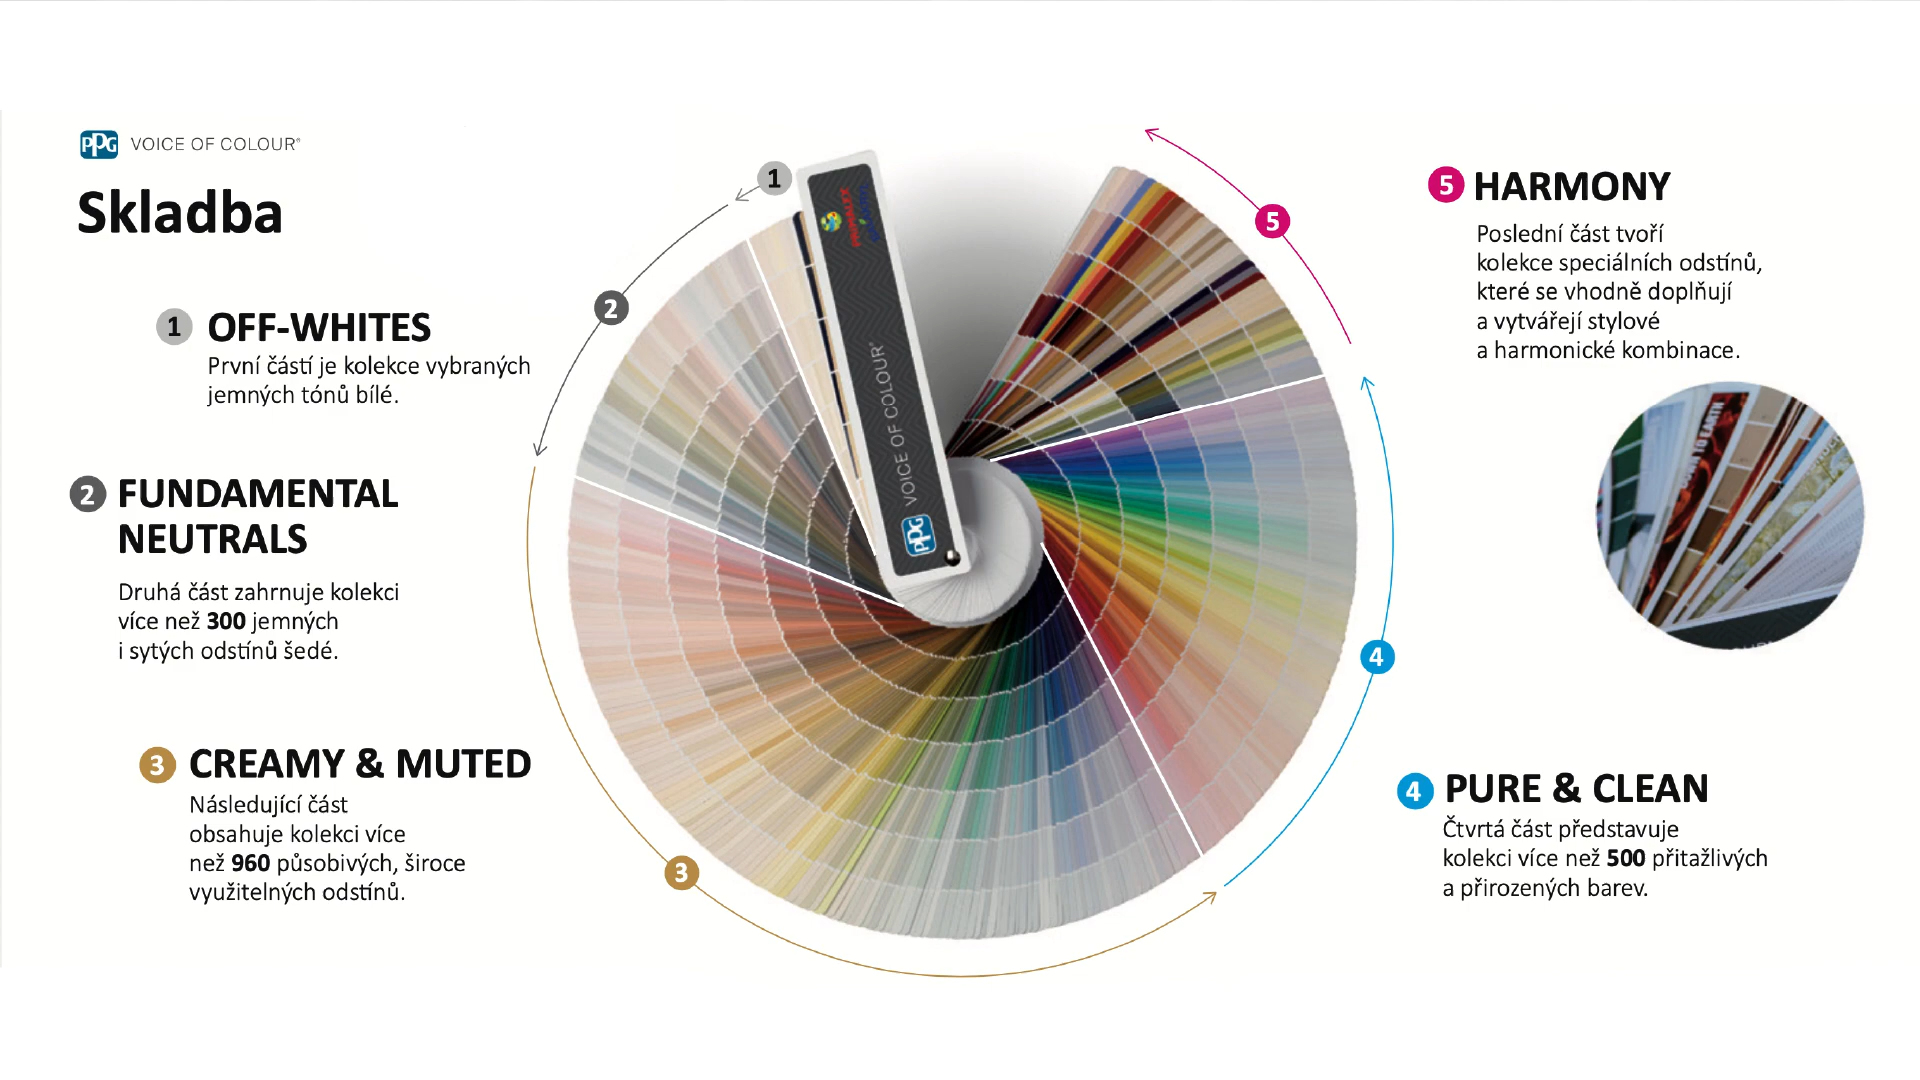 PPG VOICE OF COLOUR®
Skladba
1 OFF-WHITES
První částí je kolekce vybraných
jemných tónů bílé.
2 FUNDAMENTAL
NEUTRALS
Druhá část zahrnuje kolekci
více než 300 jemných
i sytých odstínů šedé.
3 CREAMY & MUTED
Následující část
obsahuje kolekci více
než 960 působivých, široce
využitelných odstínů.
1
2
3
4
5
PPG VOICE OF COLOUR®
5 HARMONY
Poslední část tvoří
kolekce speciálních odstínů,
které se vhodně doplňují
a vytvářejí stylové
a harmonické kombinace.
DOWN TO EARTH
4 PURE & CLEAN
Čtvrtá část představuje
kolekci více než 500 přitažlivých
a přirozených barev.